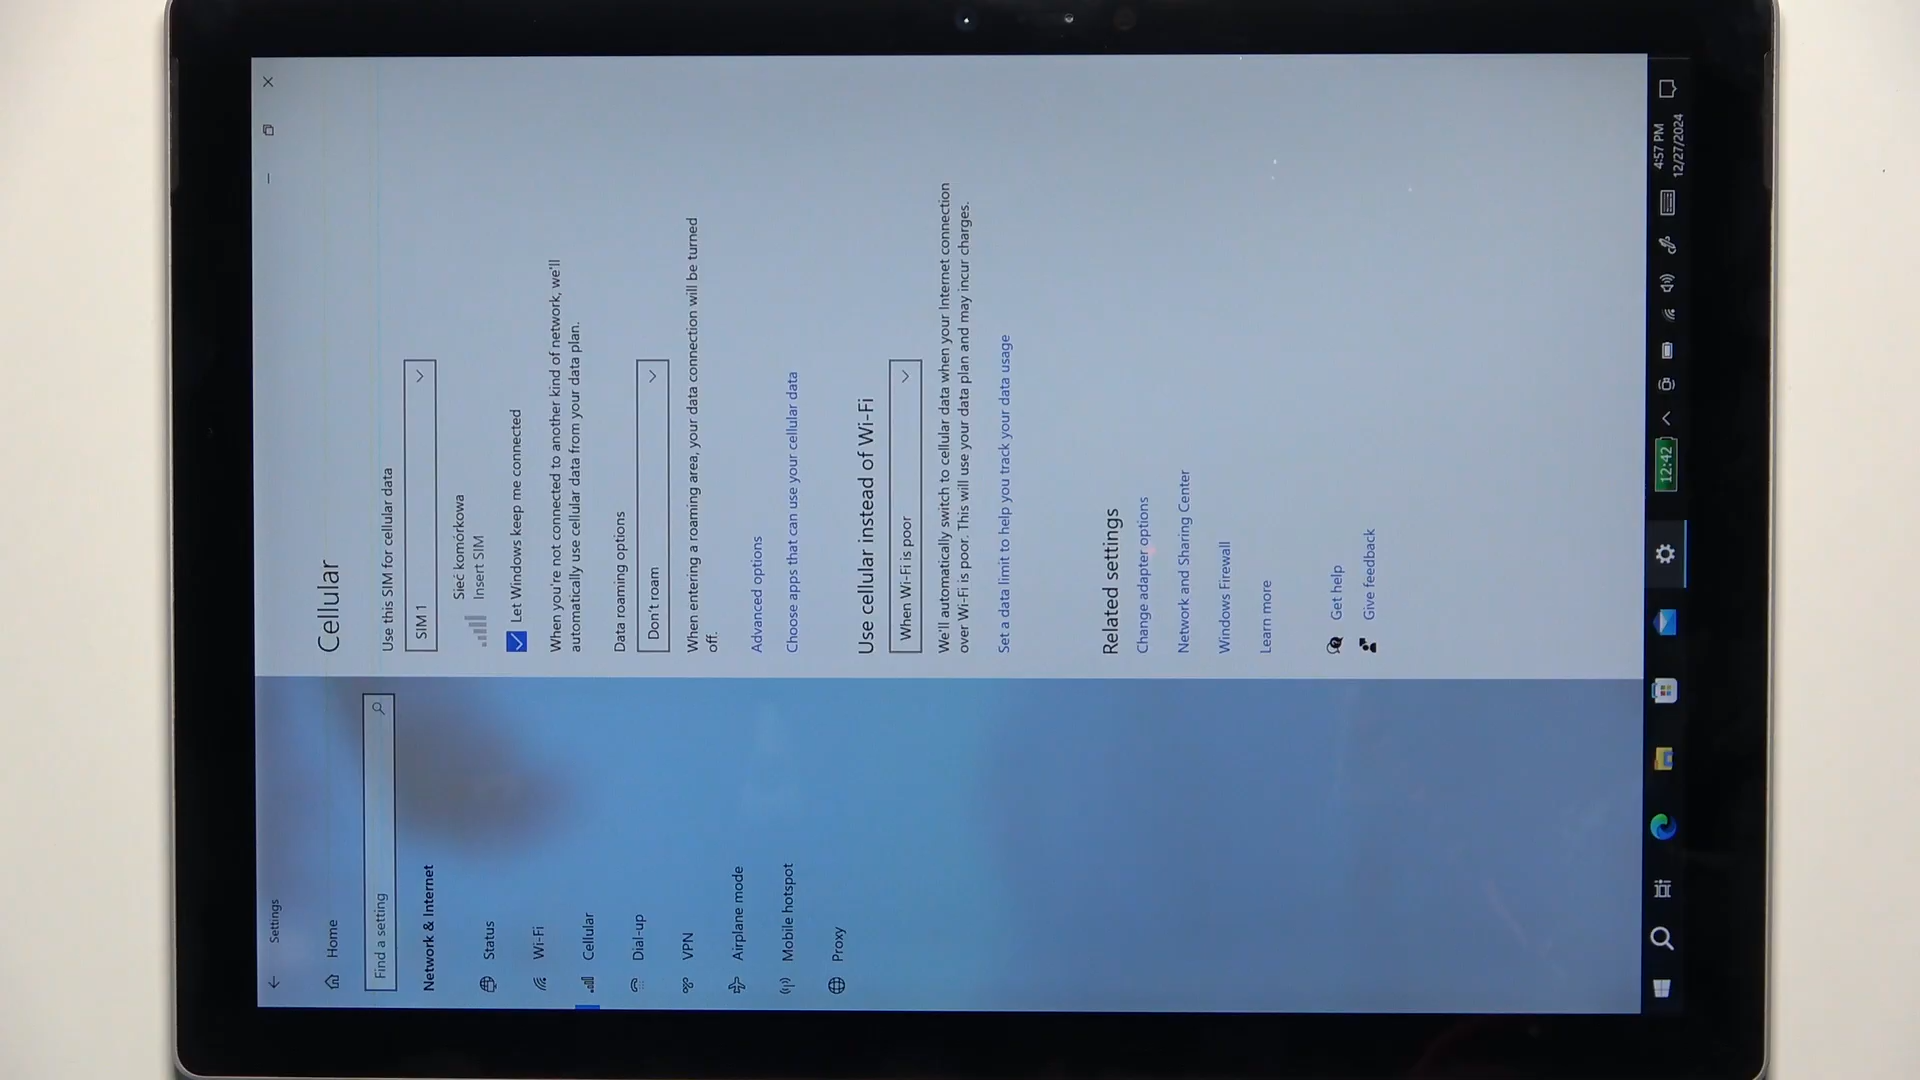 Settings
Home
Find a setting
Network & Internet
Status
Wi-Fi
Cellular
Dial-up
VPN
Airplane mode
Mobile hotspot
Proxy
Cellular
Use this SIM for cellular data
SIM 1
Sieć komórkowa
Insert SIM
Let Windows keep me connected
When you're not connected to another kind of network, we'll
automatically use cellular data from your data plan.
Data roaming options
Don't roam
When entering a roaming area, your data connection will be turned
off.
Advanced options
Choose apps that can use your cellular data
Use cellular instead of Wi-Fi
When Wi-Fi is poor
We'll automatically switch to cellular data when your Internet connection
over Wi-Fi is poor. This will use your data plan and may incur charges.
Set a data limit to help you track your data usage
Related settings
Change adapter options
Network and Sharing Center
Windows Firewall
Learn more
Get help
Give feedback
12:42
4:57 PM
12/27/2024